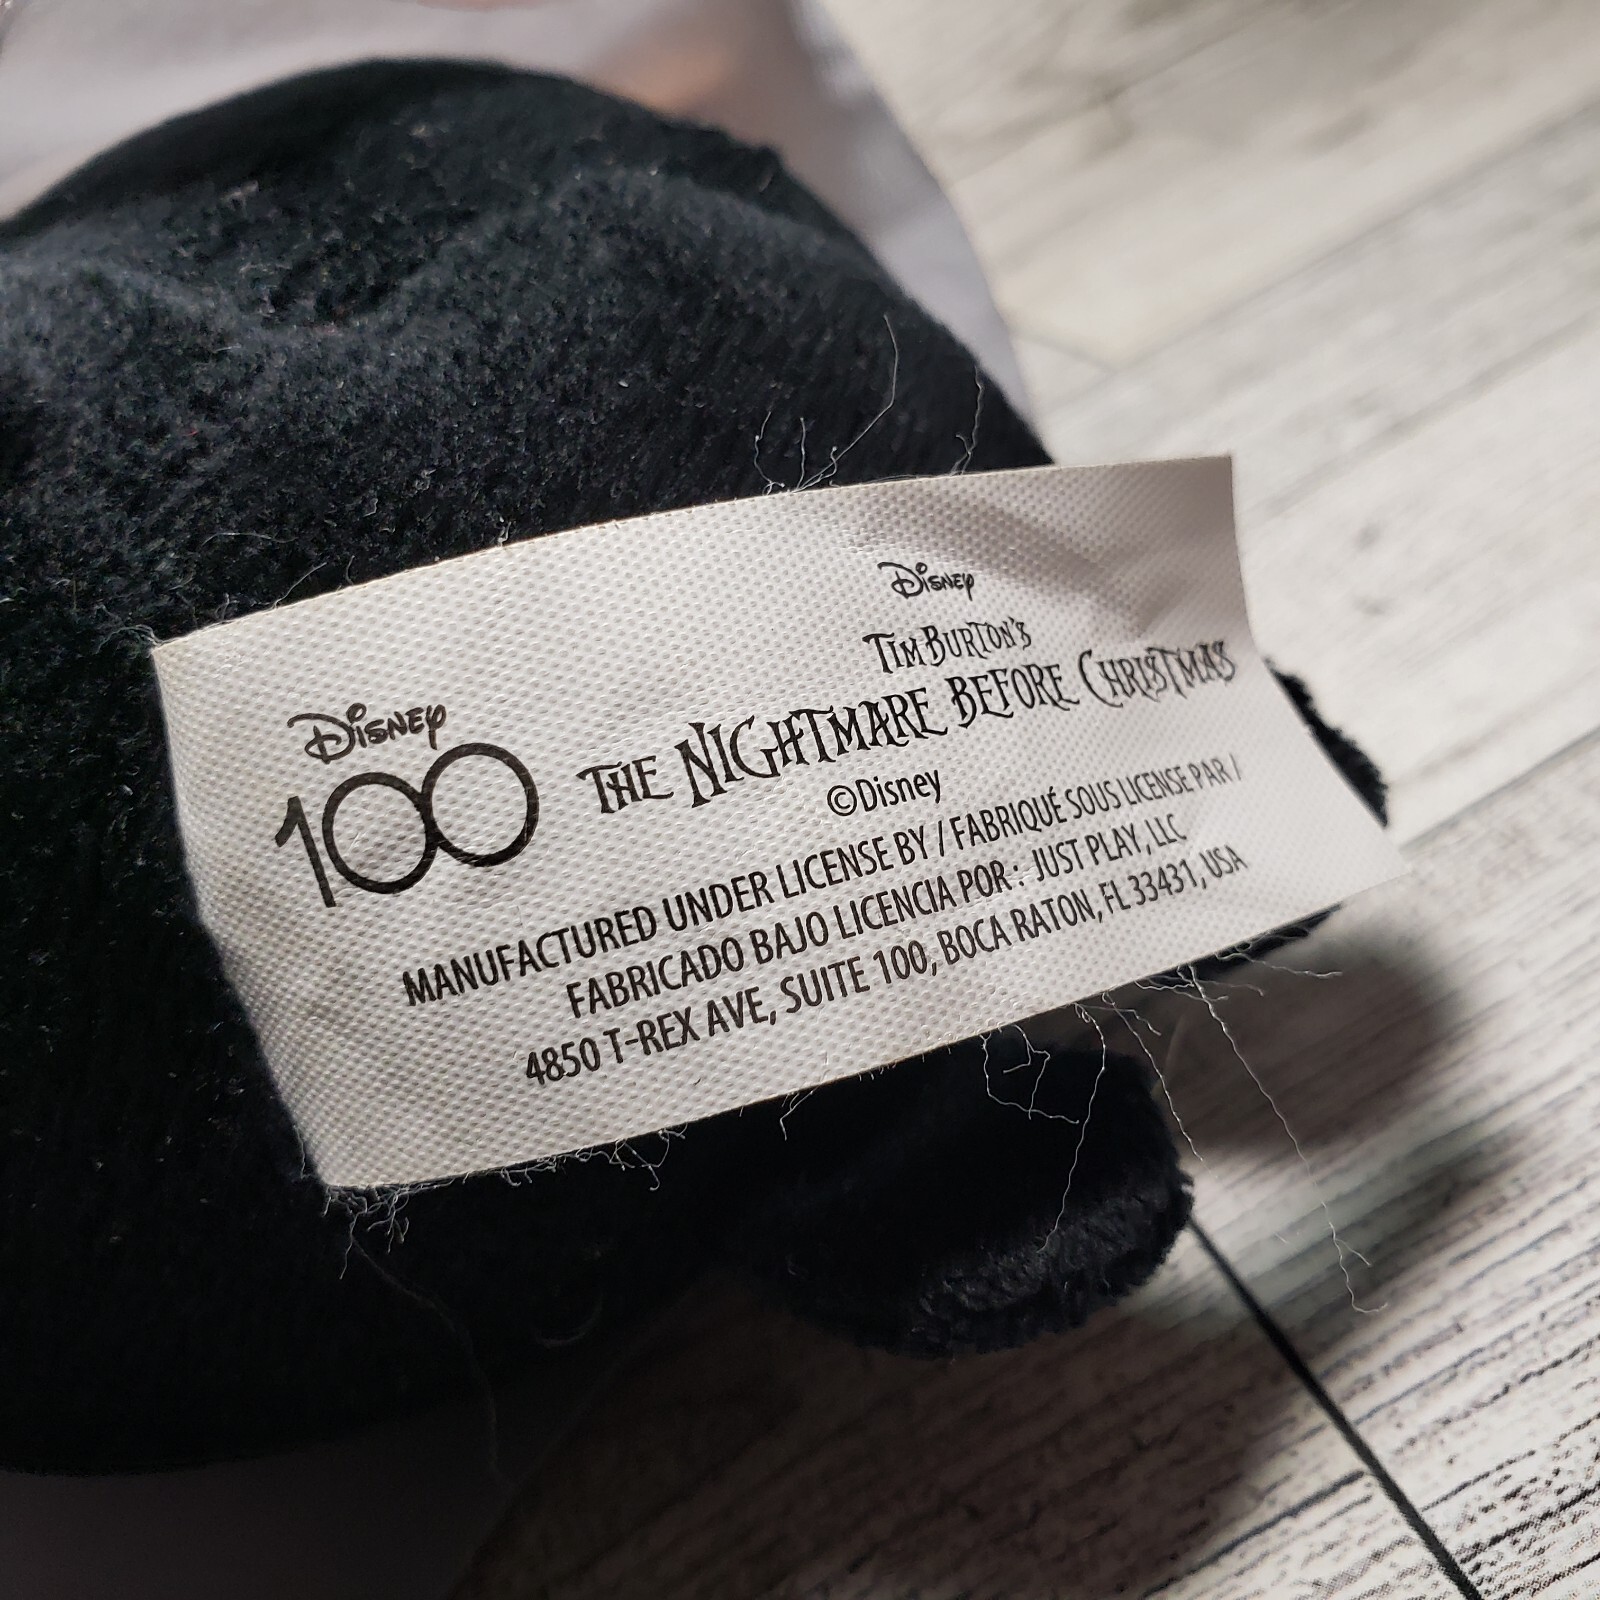 Disney
100
Disney
TIM BURTON'S
THE NIGHTMARE BEFORE CHRISTMAS
©Disney
MANUFACTURED UNDER LICENSE BY / FABRIQUÉ SOUS LICENSE PAR /
FABRICADO BAJO LICENCIA POR : JUST PLAY, LLC
4850 T-REX AVE, SUITE 100, BOCA RATON, FL 33431, USA